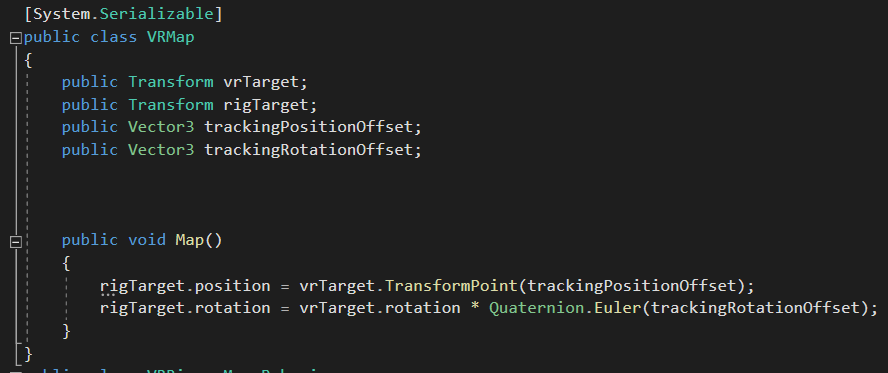 [System.Serializable]
public class VRMap
{
public Transform vrTarget;
public Transform rigTarget;
public Vector3 trackingPositionOffset;
public Vector3 trackingRotationOffset;
public void Map()
{
rigTarget.position = vrTarget.TransformPoint(trackingPositionOffset);
rigTarget.rotation = vrTarget.rotation * Quaternion.Euler(trackingRotationOffset);
}
}